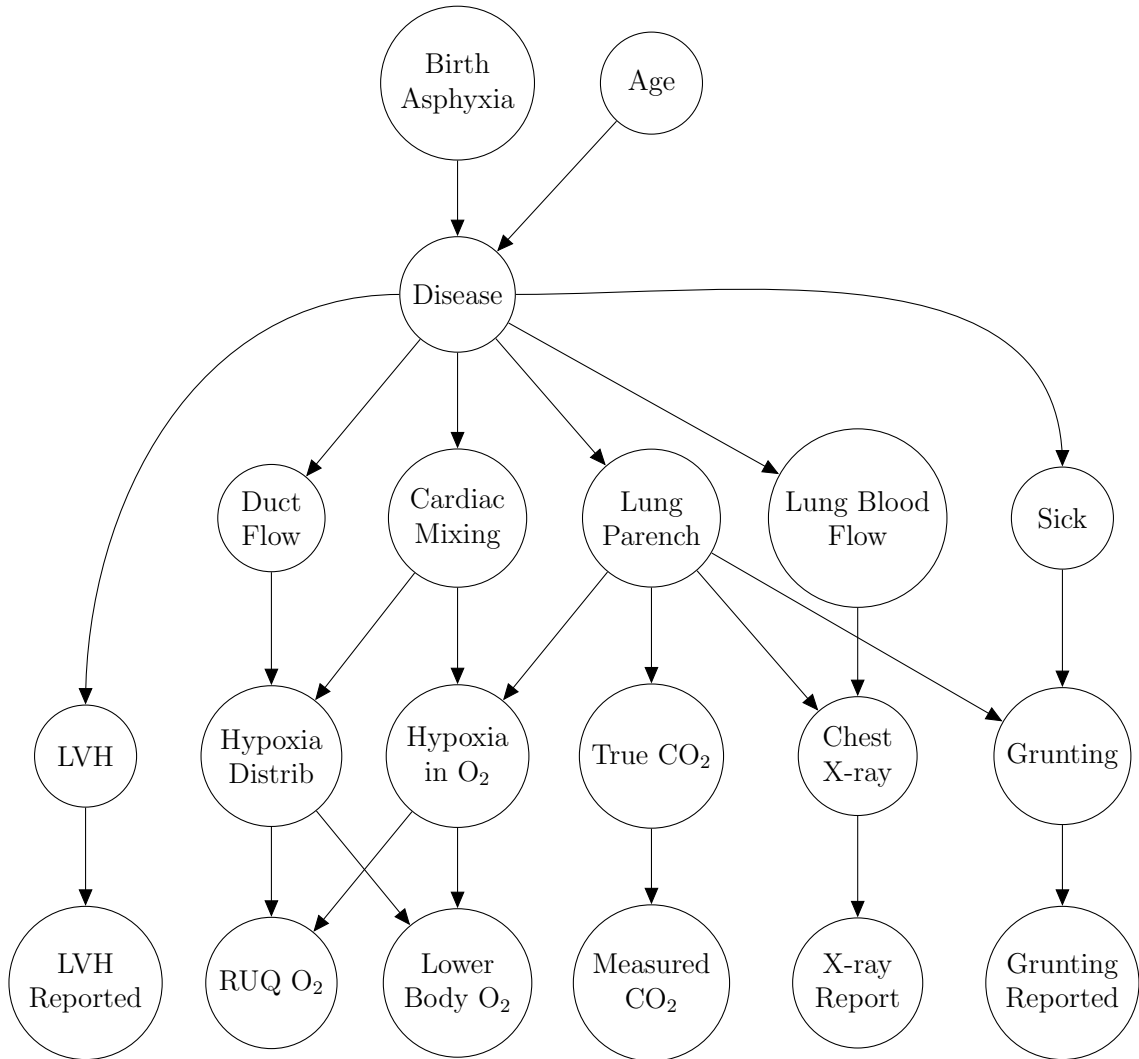 Birth
Asphyxia
Age
Disease
Duct
Flow
Cardiac
Mixing
Lung
Parench
Lung Blood
Flow
Sick
LVH
Hypoxia
Distrib
Hypoxia
in O₂
True CO₂
Chest
X-ray
Grunting
LVH
Reported
RUQ O₂
Lower
Body O₂
Measured
CO₂
X-ray
Report
Grunting
Reported